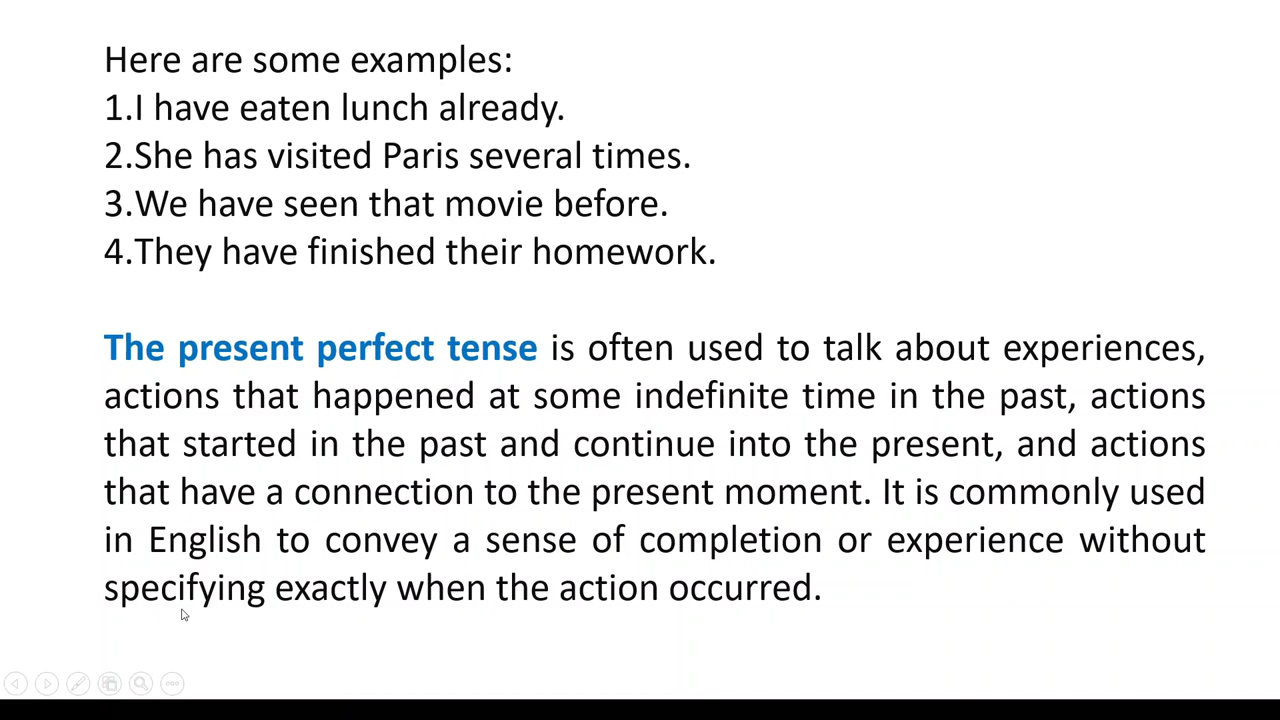 Here are some examples:
1.I have eaten lunch already.
2.She has visited Paris several times.
3.We have seen that movie before.
4.They have finished their homework.
The present perfect tense is often used to talk about experiences,
actions that happened at some indefinite time in the past, actions
that started in the past and continue into the present, and actions
that have a connection to the present moment. It is commonly used
in English to convey a sense of completion or experience without
specifying exactly when the action occurred.